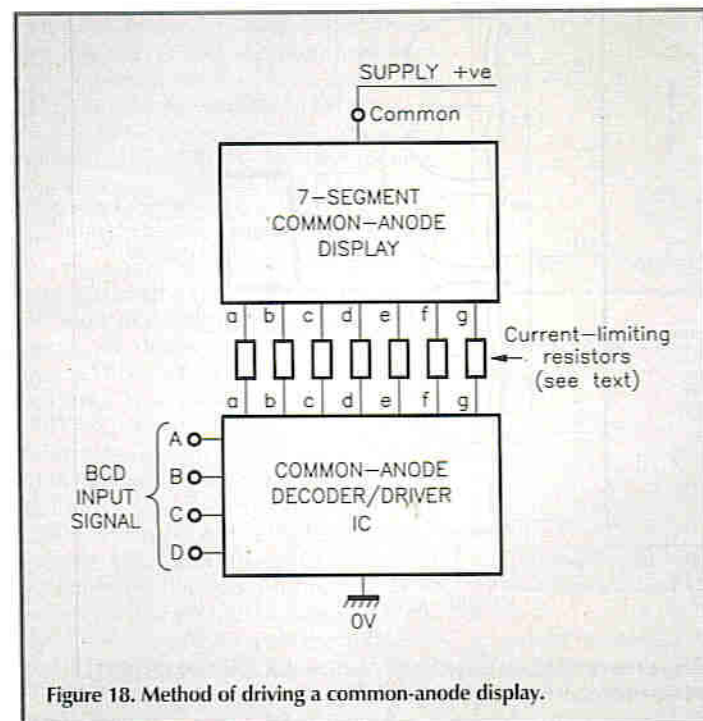 SUPPLY +ve
Common
7-SEGMENT
COMMON-ANODE
DISPLAY
a b c d e f g
Current-limiting
resistors
(see text)
a b c d e f g
BCD
INPUT
SIGNAL
A
B
C
D
COMMON-ANODE
DECODER/DRIVER
IC
0V
Figure 18. Method of driving a common-anode display.